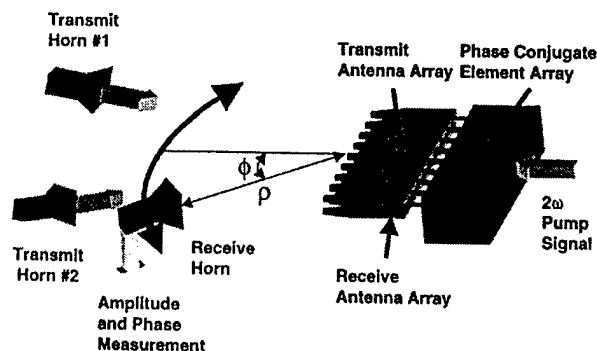 Transmit
Horn #1
Transmit
Antenna Array
Phase Conjugate
Element Array
ϕ
ρ
2ω
Pump
Signal
Transmit
Horn #2
Receive
Horn
Receive
Antenna Array
Amplitude
and Phase
Measurement